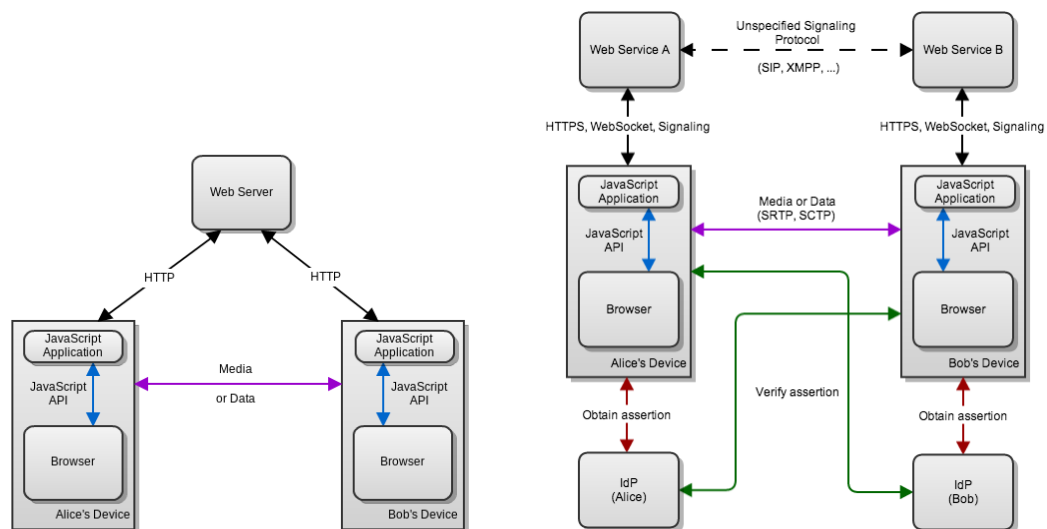 Web Server
HTTP
HTTP
JavaScript
Application
JavaScript
API
Browser
Alice's Device
Media
or Data
JavaScript
Application
JavaScript
API
Browser
Bob's Device
Web Service A
Unspecified Signaling
Protocol
(SIP, XMPP, ...)
Web Service B
HTTPS, WebSocket, Signaling
HTTPS, WebSocket, Signaling
JavaScript
Application
JavaScript
API
Browser
Alice's Device
Media or Data
(SRTP, SCTP)
JavaScript
Application
JavaScript
API
Browser
Bob's Device
Obtain assertion
Verify assertion
Obtain assertion
IdP
(Alice)
IdP
(Bob)